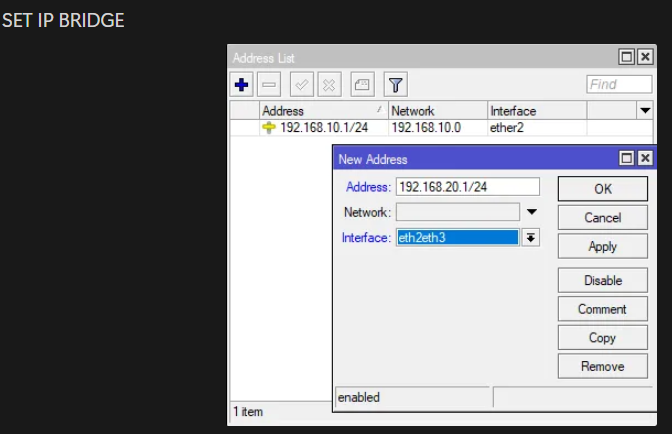 SET IP BRIDGE
Address List
Find
Address / Network Interface
192.168.10.1/24 192.168.10.0 ether2
New Address
Address: 192.168.20.1/24 OK
Network: Cancel
Interface: eth2eth3 Apply
Disable
Comment
Copy
Remove
enabled
1 item